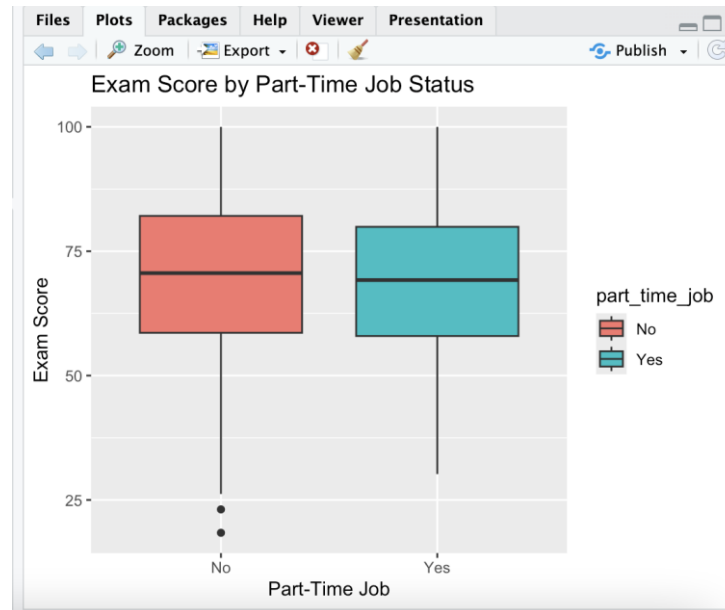 Files Plots Packages Help Viewer Presentation
Zoom Export Publish
Exam Score by Part-Time Job Status
100
75
50
25
Exam Score
No Yes
Part-Time Job
part_time_job
No
Yes